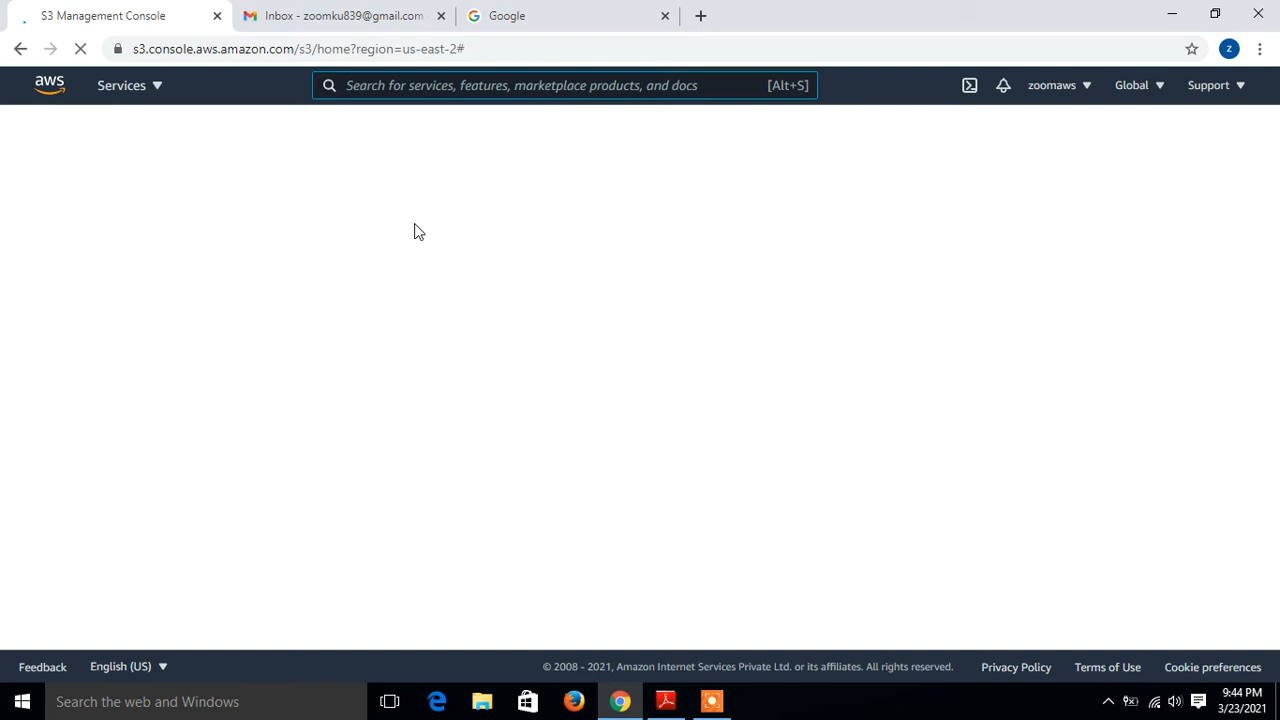 S3 Management Console
Inbox - zoomku839@gmail.com
Google
s3.console.aws.amazon.com/s3/home?region=us-east-2#
z
aws
Services
Search for services, features, marketplace products, and docs
[Alt+S]
zoomaws
Global
Support
Feedback
English (US)
© 2008 - 2021, Amazon Internet Services Private Ltd. or its affiliates. All rights reserved.
Privacy Policy
Terms of Use
Cookie preferences
Search the web and Windows
9:44 PM
3/23/2021